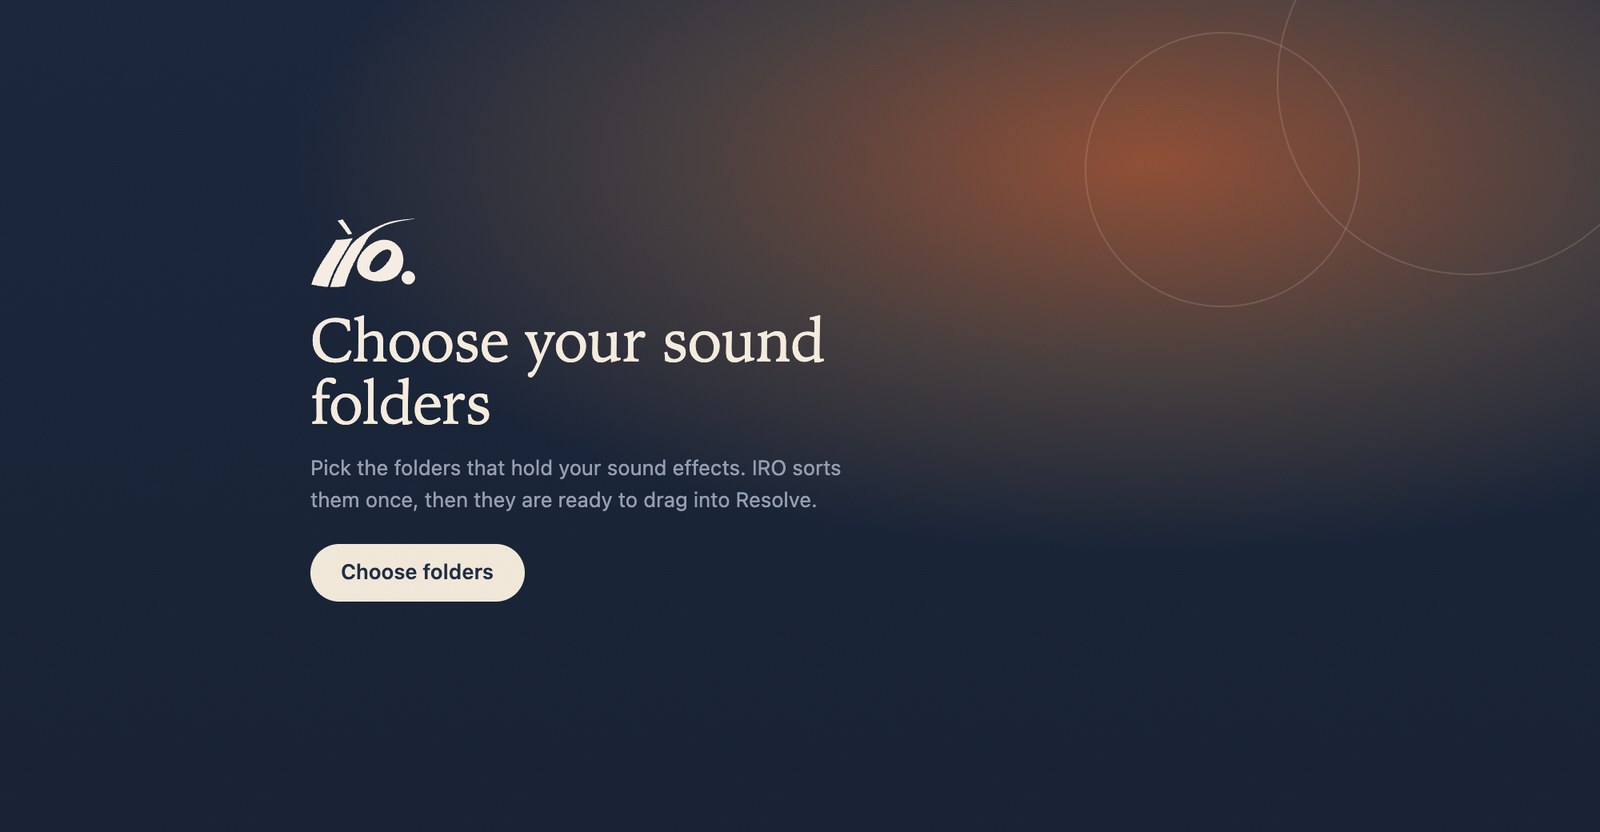 ìro.
Choose your sound
folders
Pick the folders that hold your sound effects. IRO sorts
them once, then they are ready to drag into Resolve.
Choose folders